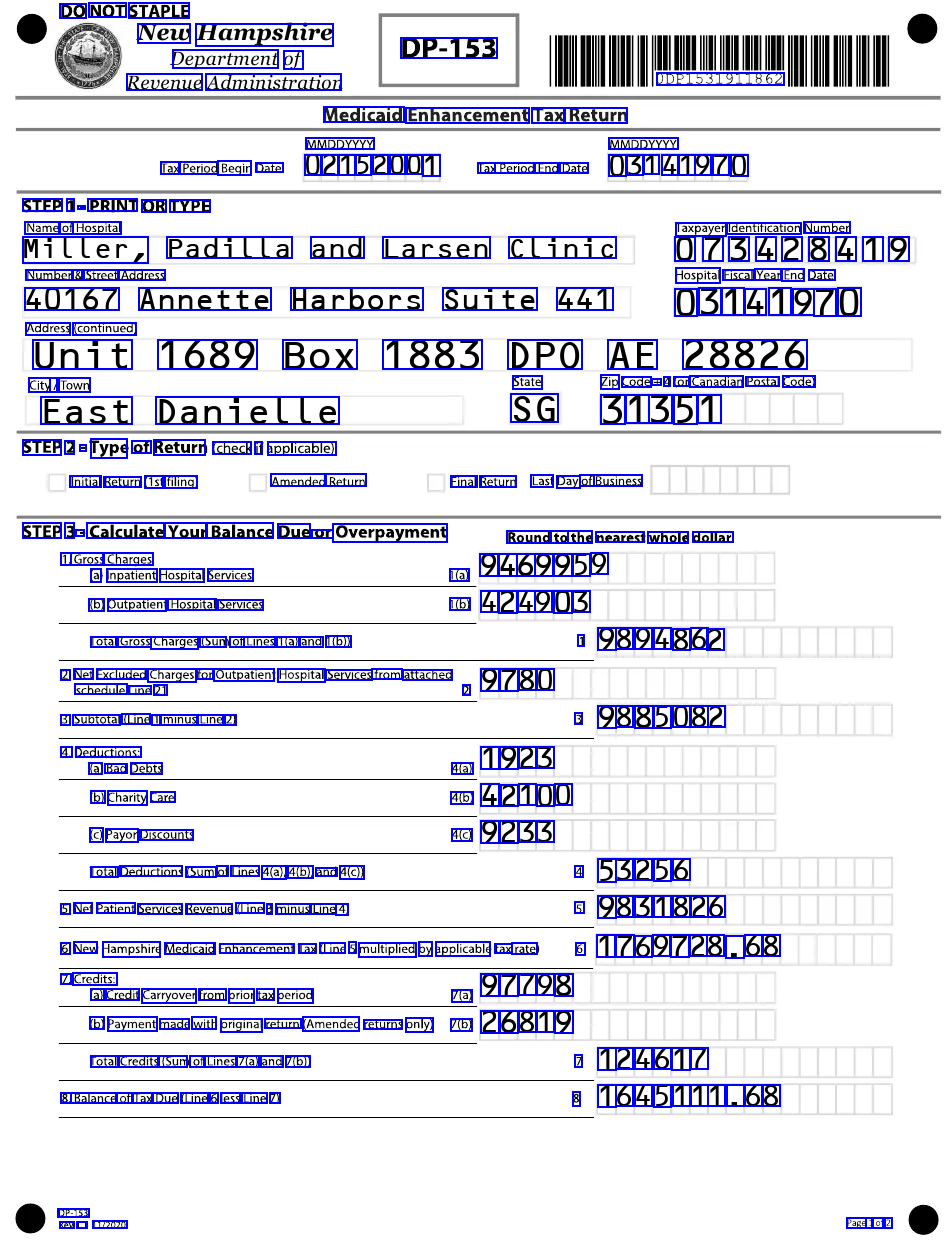 DO NOT STAPLE
New Hampshire
Department of
Revenue Administration
DP-153
0DP1531911862
Medicaid Enhancement Tax Return
MMDDYYYY MMDDYYYY
Tax Period Begin Date 02152001 Tax Period End Date 03141970
STEP 1 - PRINT OR TYPE
Name of Hospital Taxpayer Identification Number
Miller, Padilla and Larsen Clinic 073428419
Number & Street Address Hospital Fiscal Year End Date
40167 Annette Harbors Suite 441 03141970
Address (continued)
Unit 1689 Box 1883 DPO AE 28826
City / Town State Zip Code + 4 (or Canadian Postal Code)
East Danielle SG 31351
STEP 2 - Type of Return (check if applicable)
Initial Return (1st filing Amended Return Final Return Last Day of Business
STEP 3 - Calculate Your Balance Due or Overpayment Round to the nearest whole dollar
1 Gross Charges
a) Inpatient Hospital Services 1(a) 9469959
(b) Outpatient Hospital Services 1(b) 424903
Total Gross Charges (Sum of Lines 1(a) and 1(b)) 1 9894862
2 Net Excluded Charges for Outpatient Hospital Services from attached
schedule Line 21 2 9780
3 Subtotal (Line 1 minus Line 2) 3 9885082
4 Deductions:
(a) Bad Debts 4(a) 1923
b) Charity Care 4(b) 42100
(c) Payor Discounts 4(c) 9233
Total Deductions (Sum of Lines 4(a), 4(b), and 4(c)) 4 53256
5 Net Patient Services Revenue (Line 3 minus Line 4) 5 9831826
6 New Hampshire Medicaid Enhancement Tax (Line 5 multiplied by applicable tax rate) 6 1769728.68
7 Credits:
a) Credit Carryover from prior tax period 7(a) 97798
(b) Payment made with original return (Amended returns only) 7(b) 26819
Total Credits (Sum of Lines 7(a) and 7(b)) 7 124617
8 Balance of Tax Due (Line 6 less Line 7) 8 1645111.68
DP-153
Page 1 of 2